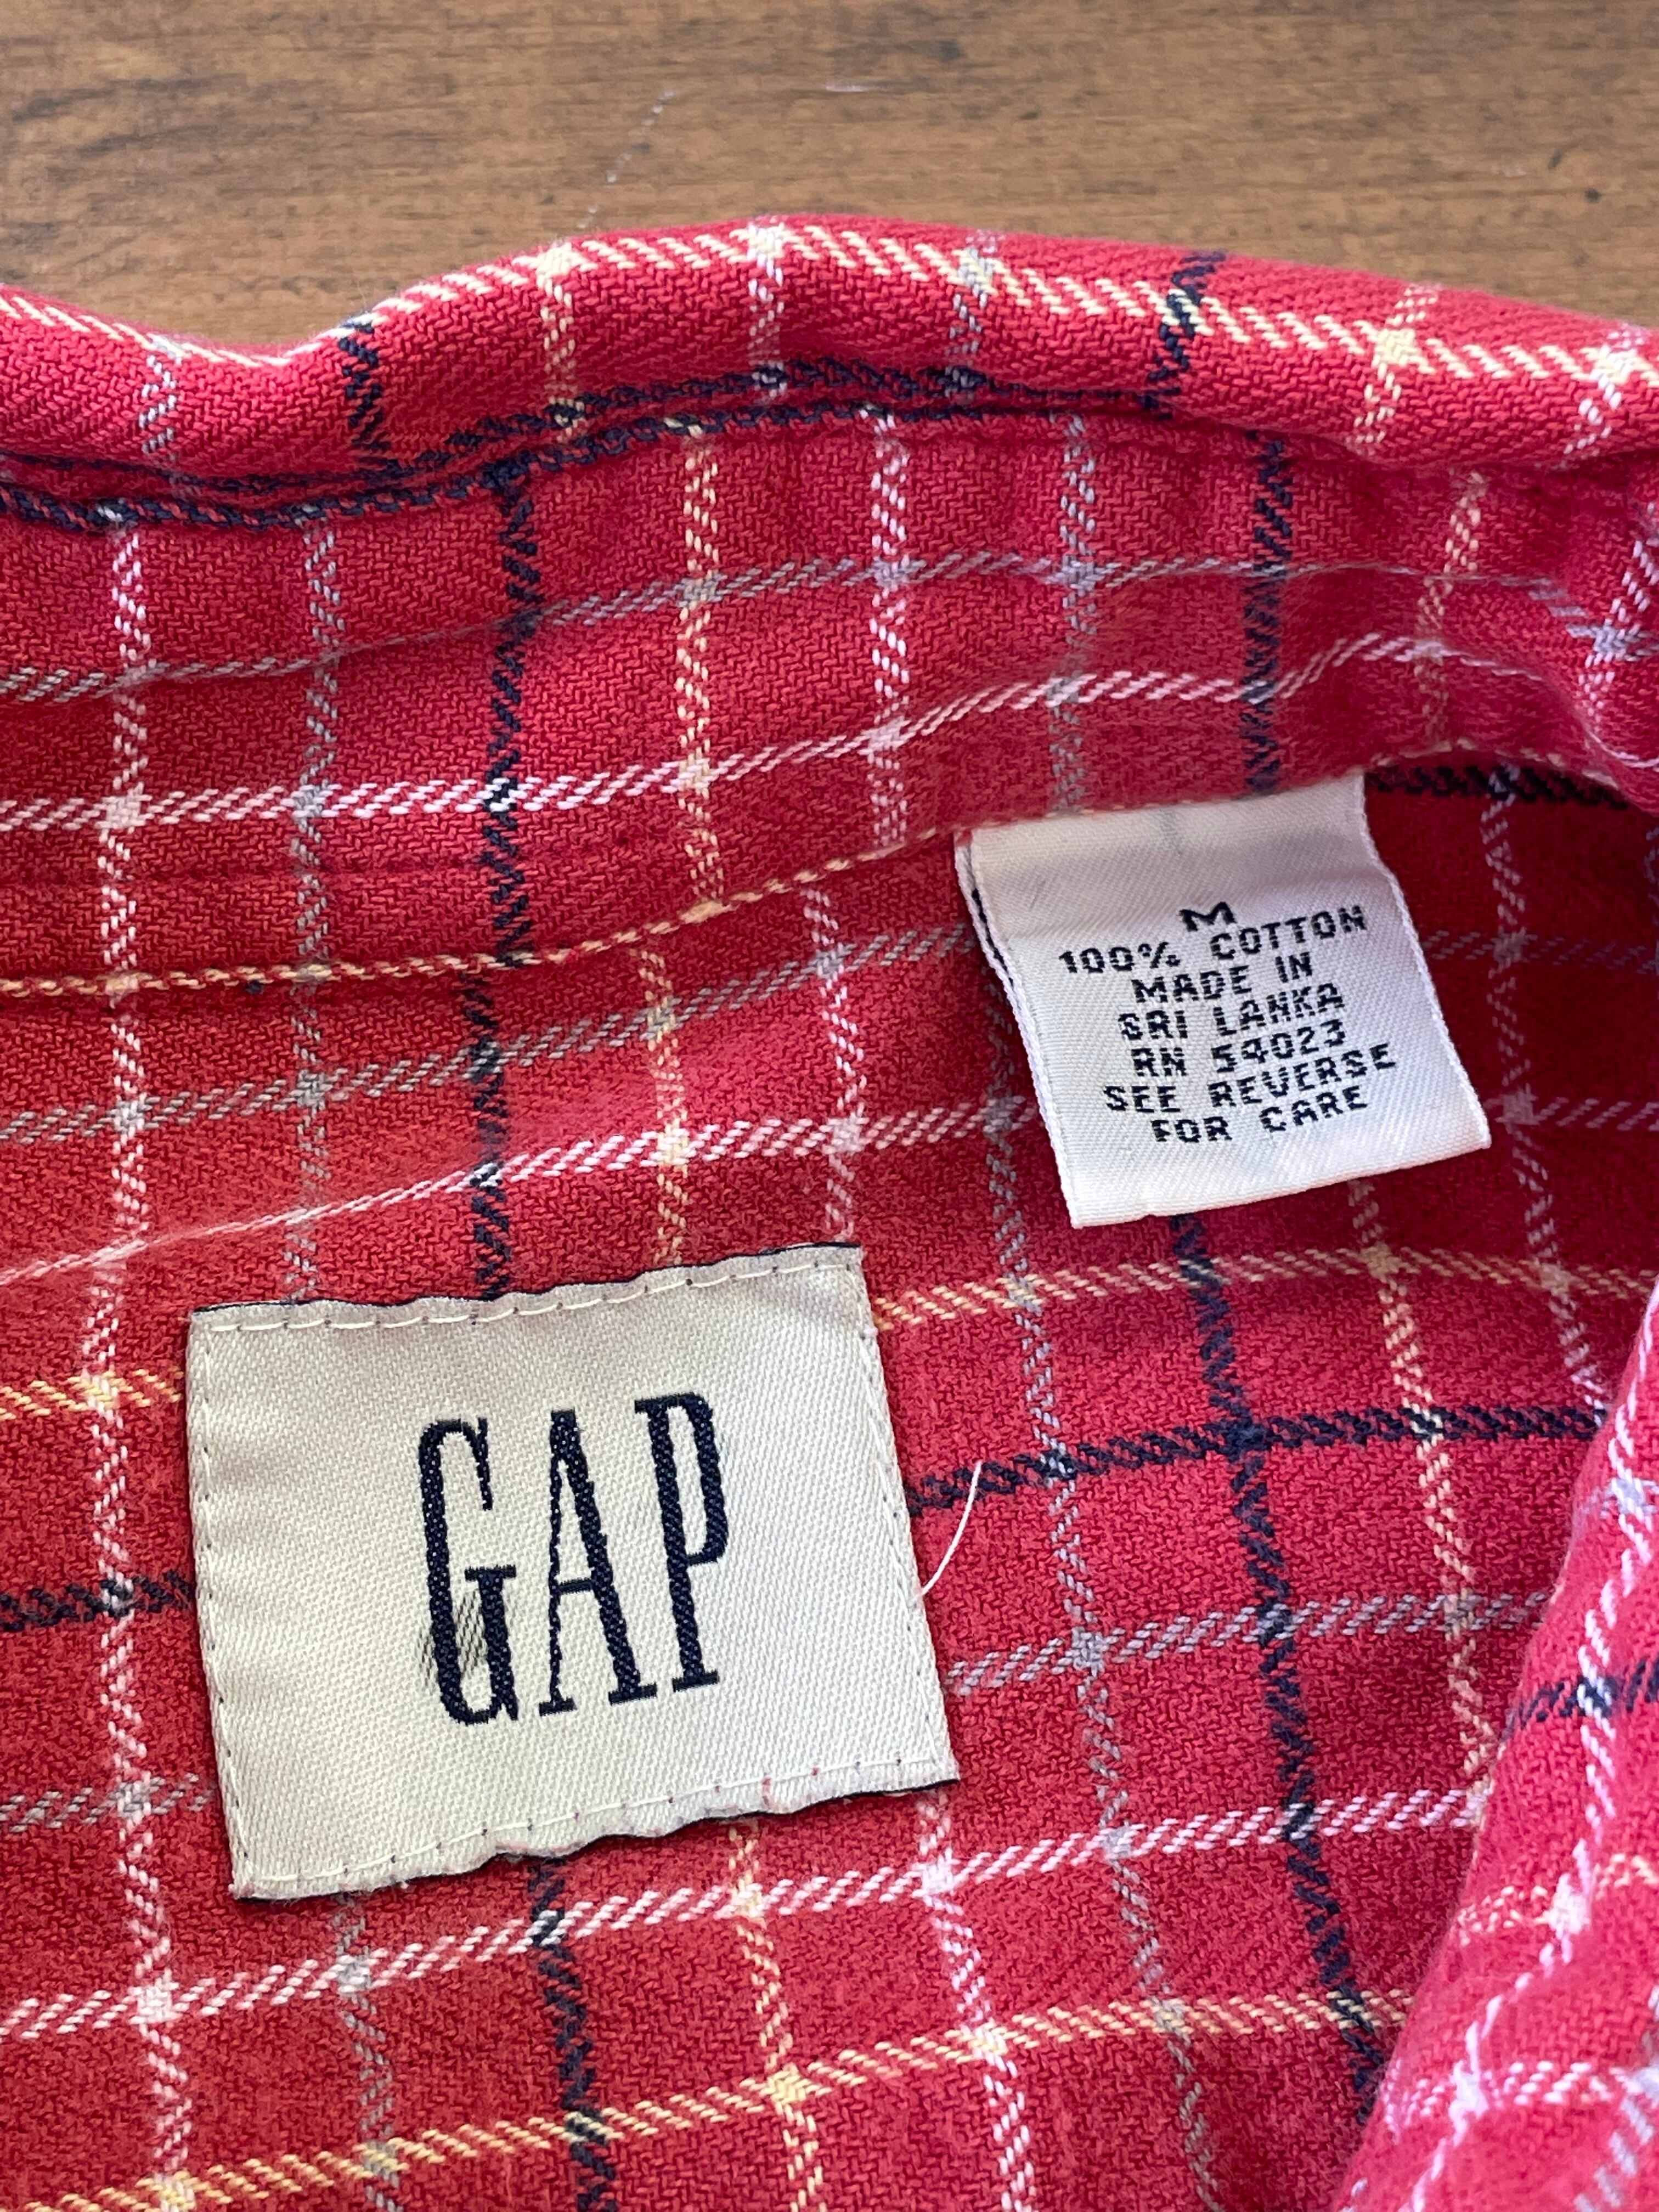 M
100% COTTON
MADE IN
SRI LANKA
RN 54023
SEE REVERSE
FOR CARE
GAP